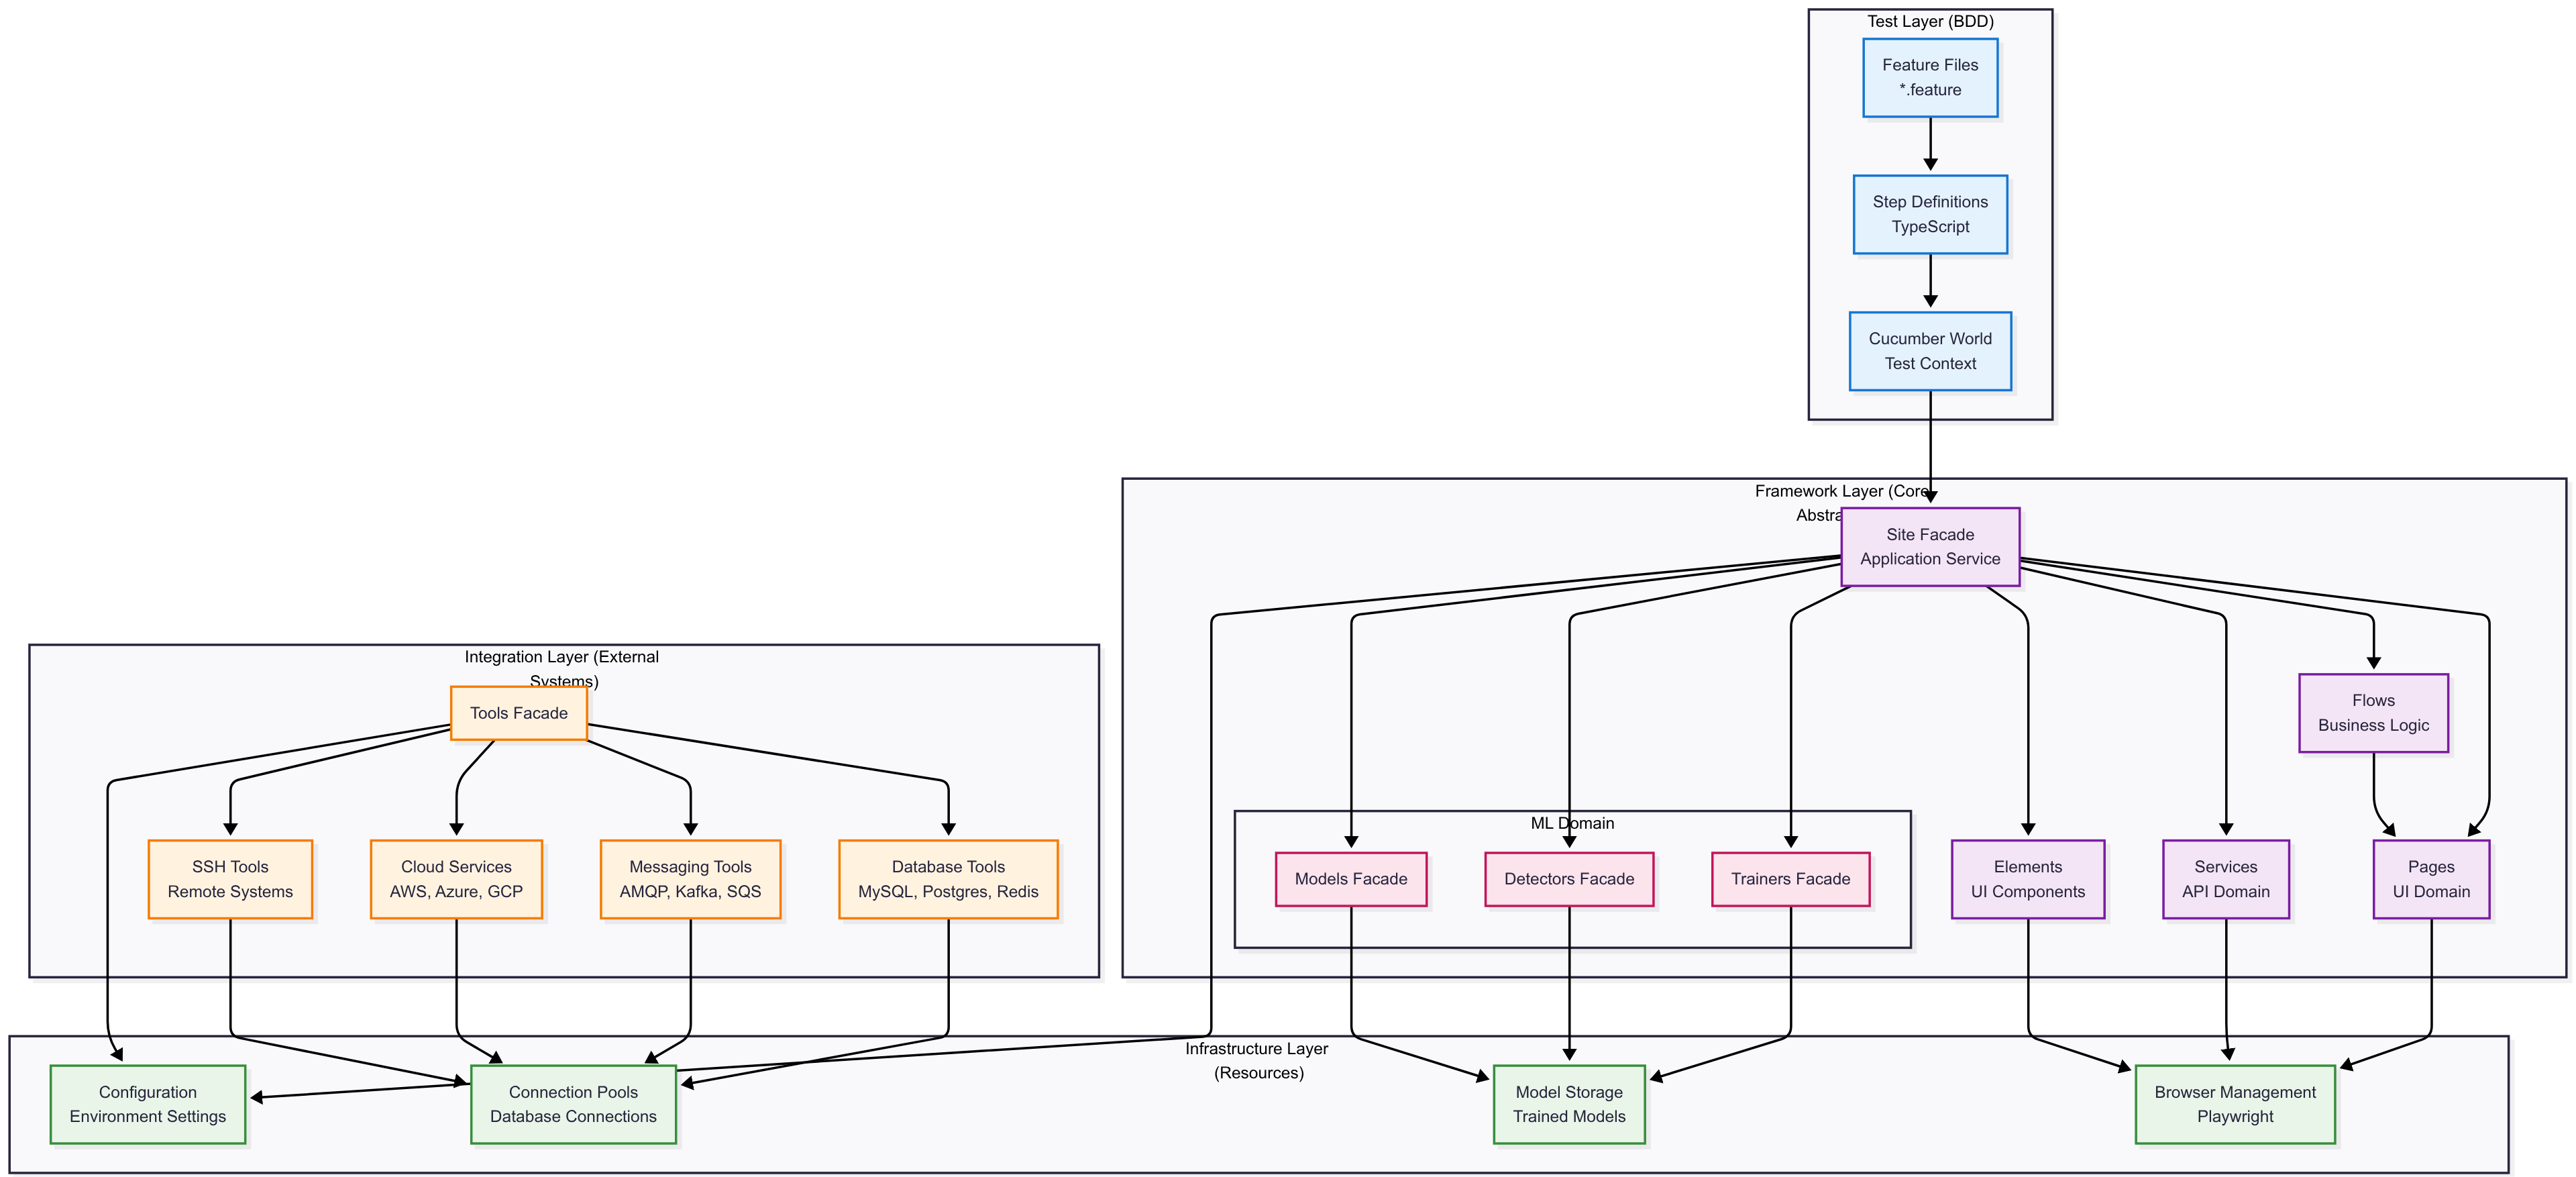 Test Layer (BDD)
Feature Files
*.feature
Step Definitions
TypeScript
Cucumber World
Test Context
Framework Layer (Core
Site Facade
Application Service
Integration Layer (External
Systems)
Tools Facade
Flows
Business Logic
ML Domain
SSH Tools
Remote Systems
Cloud Services
AWS, Azure, GCP
Messaging Tools
AMQP, Kafka, SQS
Database Tools
MySQL, Postgres, Redis
Models Facade
Detectors Facade
Trainers Facade
Elements
UI Components
Services
API Domain
Pages
UI Domain
Infrastructure Layer
(Resources)
Configuration
Environment Settings
Connection Pools
Database Connections
Model Storage
Trained Models
Browser Management
Playwright